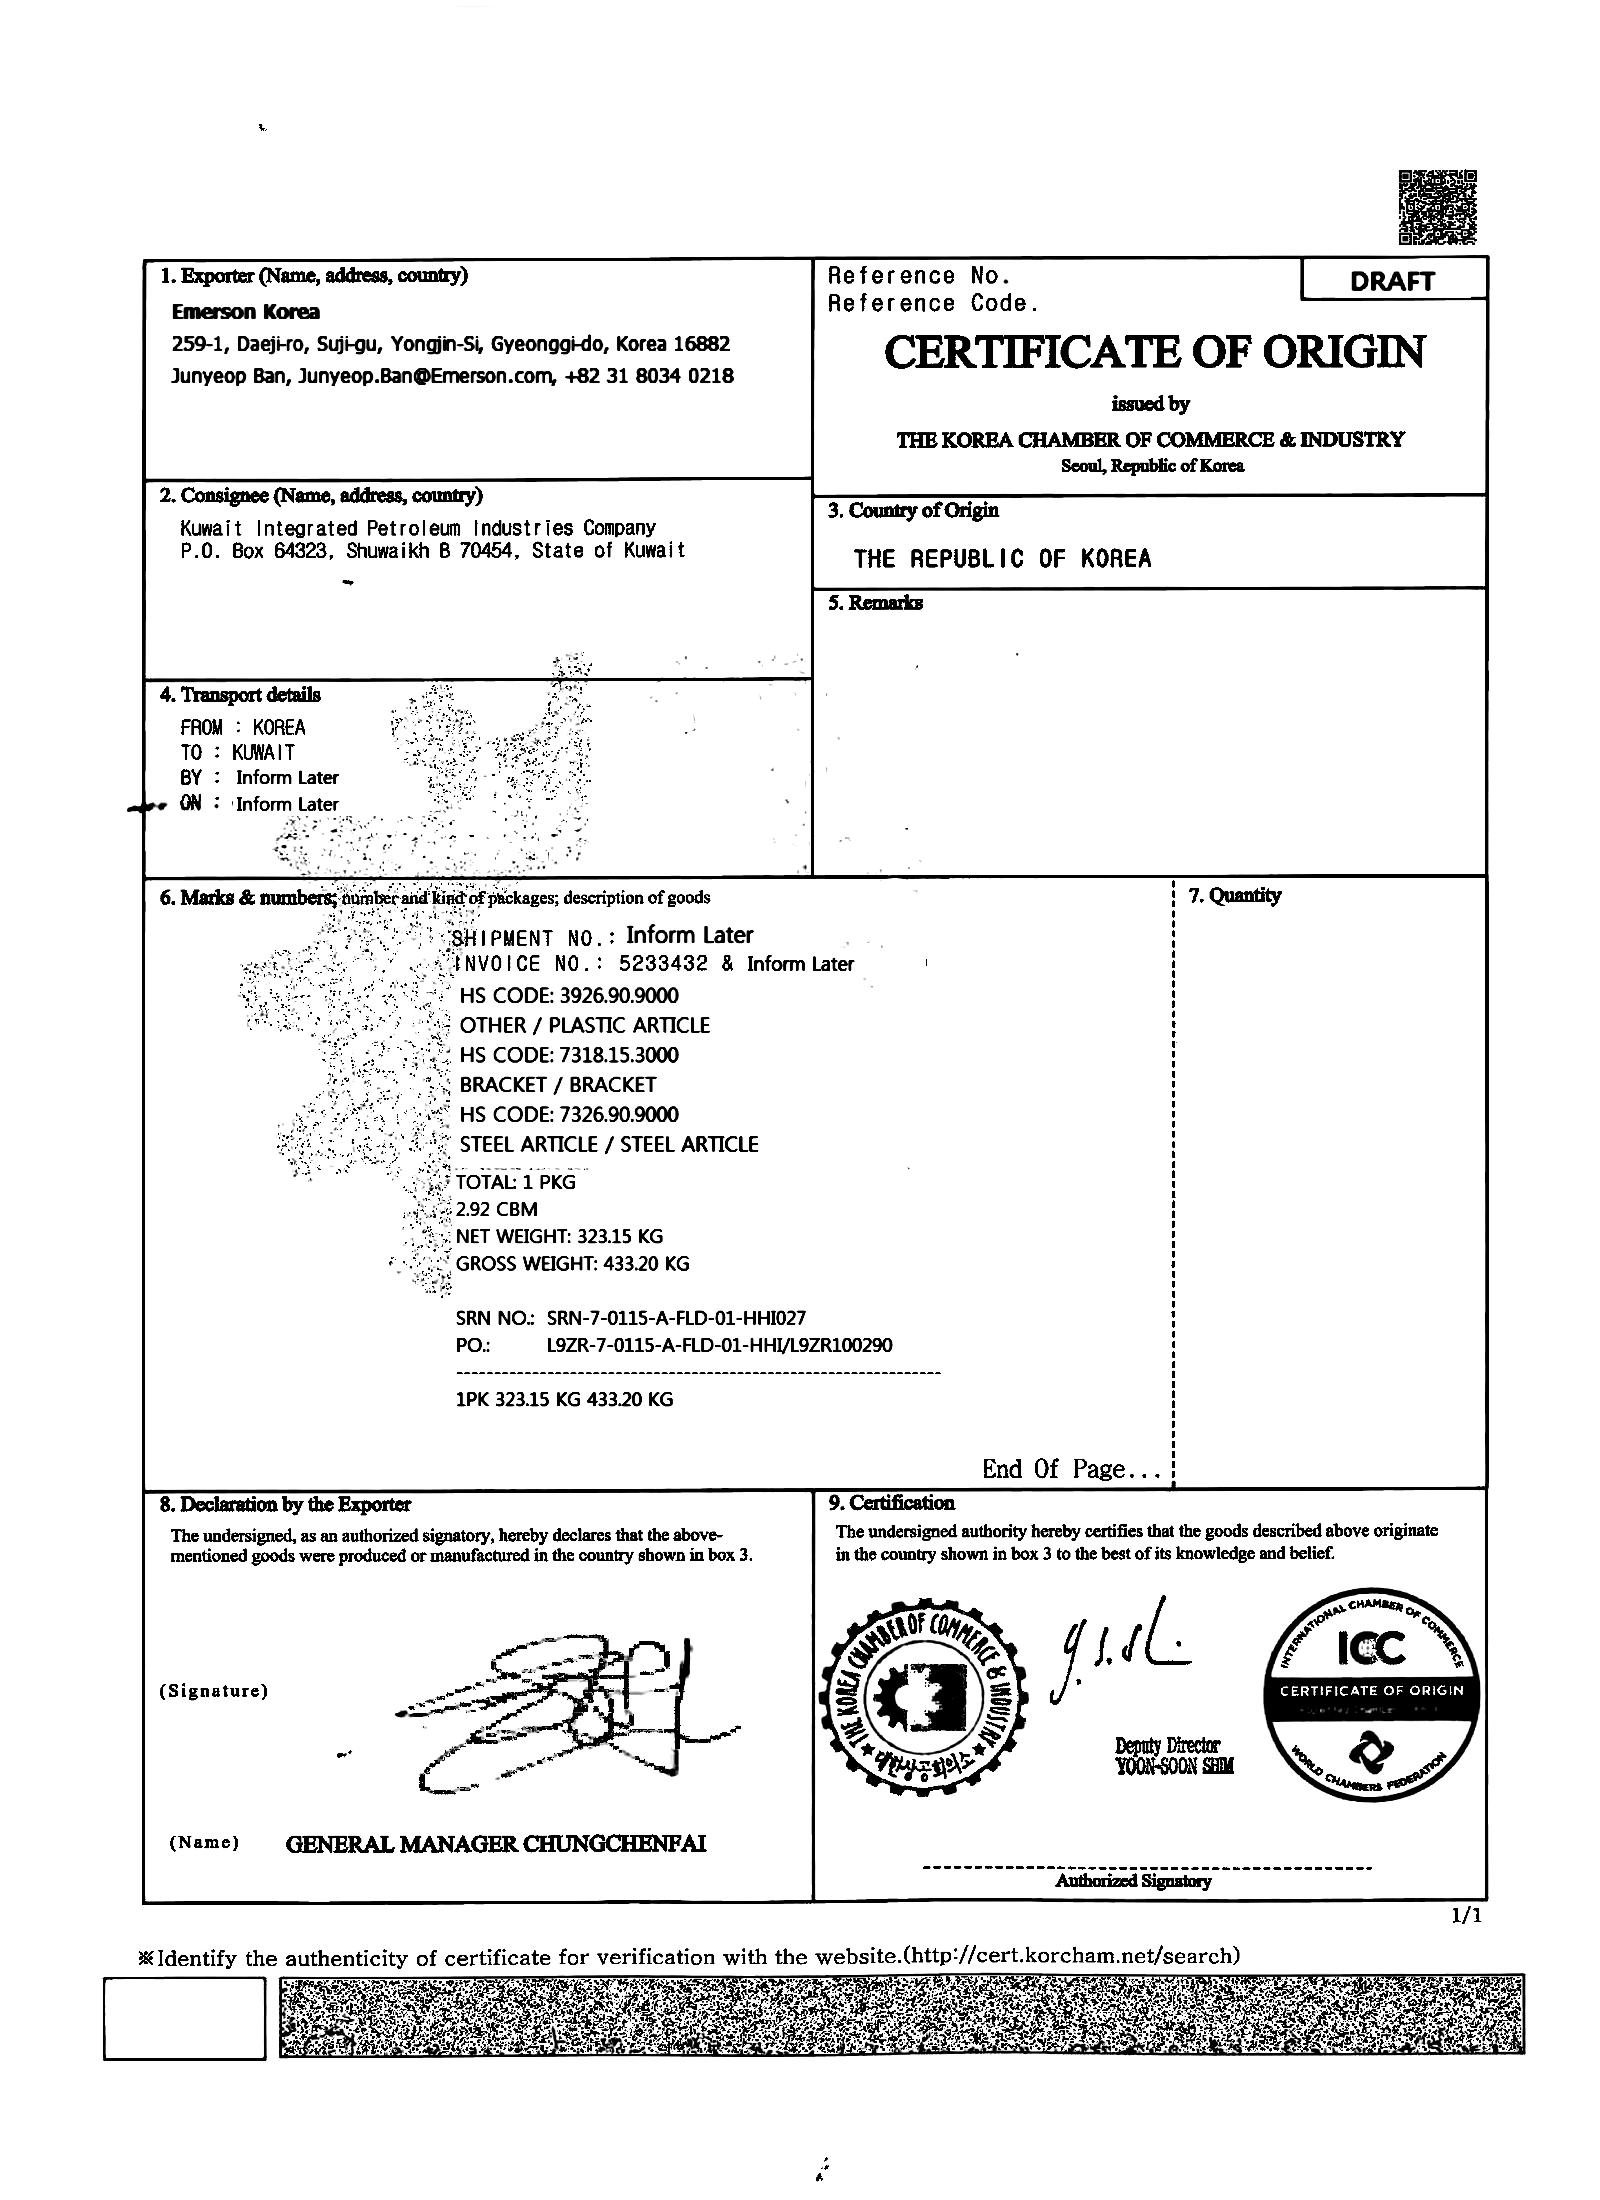 1. Exporter (Name, address, country)
Emerson Korea
259-1, Daeji-ro, Suji-gu, Yongjin-Si, Gyeonggi-do, Korea 16882
Junyeop Ban, Junyeop.Ban@Emerson.com, +82 31 8034 0218
Reference No.
Reference Code.
DRAFT
CERTIFICATE OF ORIGIN
issued by
THE KOREA CHAMBER OF COMMERCE & INDUSTRY
Seoul, Republic of Korea
2. Consignee (Name, address, country)
Kuwait Integrated Petroleum Industries Company
P.O. Box 64323, Shuwaikh B 70454, State of Kuwait
3. Country of Origin
THE REPUBLIC OF KOREA
4. Transport details
FROM : KOREA
TO : KUWAIT
BY : Inform Later
ON : Inform Later
5. Remarks
6. Marks & numbers; number and kind of packages; description of goods
7. Quantity
SHIPMENT NO.: Inform Later
INVOICE NO.: 5233432 & Inform Later
HS CODE: 3926.90.9000
OTHER / PLASTIC ARTICLE
HS CODE: 7318.15.3000
BRACKET / BRACKET
HS CODE: 7326.90.9000
STEEL ARTICLE / STEEL ARTICLE
TOTAL: 1 PKG
2.92 CBM
NET WEIGHT: 323.15 KG
GROSS WEIGHT: 433.20 KG
SRN NO.: SRN-7-0115-A-FLD-01-HHI027
PO.: L9ZR-7-0115-A-FLD-01-HHI/L9ZR100290
1PK 323.15 KG 433.20 KG
End Of Page...
8. Declaration by the Exporter
The undersigned, as an authorized signatory, hereby declares that the above-
mentioned goods were produced or manufactured in the country shown in box 3.
(Signature)
(Name) GENERAL MANAGER CHUNGCHENFAI
9. Certification
The undersigned authority hereby certifies that the goods described above originate
in the country shown in box 3 to the best of its knowledge and belief.
THE KOREA CHAMBER OF COMMERCE & INDUSTRY
대한상공회의소
Deputy Director
YOON-SOON SHIM
INTERNATIONAL CHAMBER OF COMMERCE
ICC
CERTIFICATE OF ORIGIN
WORLD CHAMBERS FEDERATION
Authorized Signatory
1/1
※Identify the authenticity of certificate for verification with the website.(http://cert.korcham.net/search)